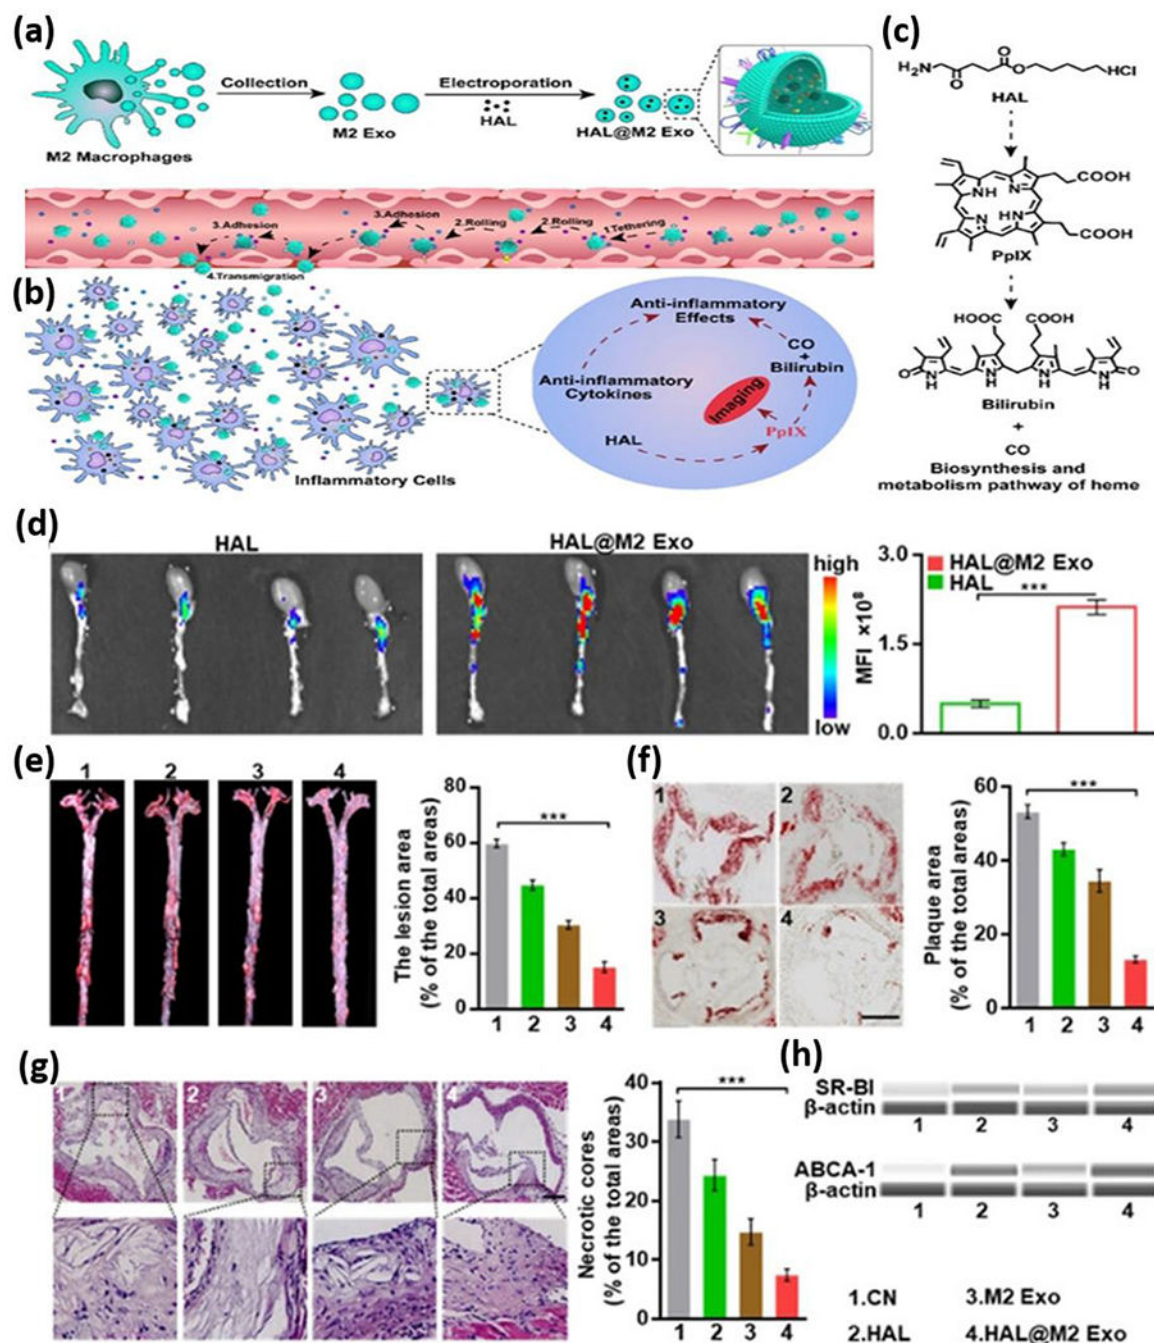 (a)
Collection
Electroporation
HAL
M2 Macrophages
M2 Exo
HAL@M2 Exo
3.Adhesion
3.Adhesion
2.Rolling
2.Rolling
1.Tethering
4.Transmigration
(b)
Inflammatory Cells
Anti-inflammatory
Effects
CO
+
Bilirubin
Anti-inflammatory
Cytokines
Imaging
PpIX
HAL
(c)
H₂N
O
O
O
HCl
HAL
COOH
NH
N
N
HN
COOH
PpIX
HOOC
COOH
O
N
H
N
H
N
H
N
H
O
Bilirubin
+
CO
Biosynthesis and
metabolism pathway of heme
(d)
HAL
HAL@M2 Exo
high
low
HAL@M2 Exo
HAL
***
MFI ×10⁸
3.0
1.5
0.0
(e)
1 2 3 4
The lesion area
(% of the total areas)
80
60
40
20
0
***
1 2 3 4
(f)
1 2
3 4
Plaque area
(% of the total areas)
60
40
20
0
***
1 2 3 4
(g)
1 2 3 4
Necrotic cores
(% of the total areas)
40
30
20
10
0
***
1 2 3 4
(h)
SR-BI
β-actin
1 2 3 4
ABCA-1
β-actin
1 2 3 4
1.CN 3.M2 Exo
2.HAL 4.HAL@M2 Exo